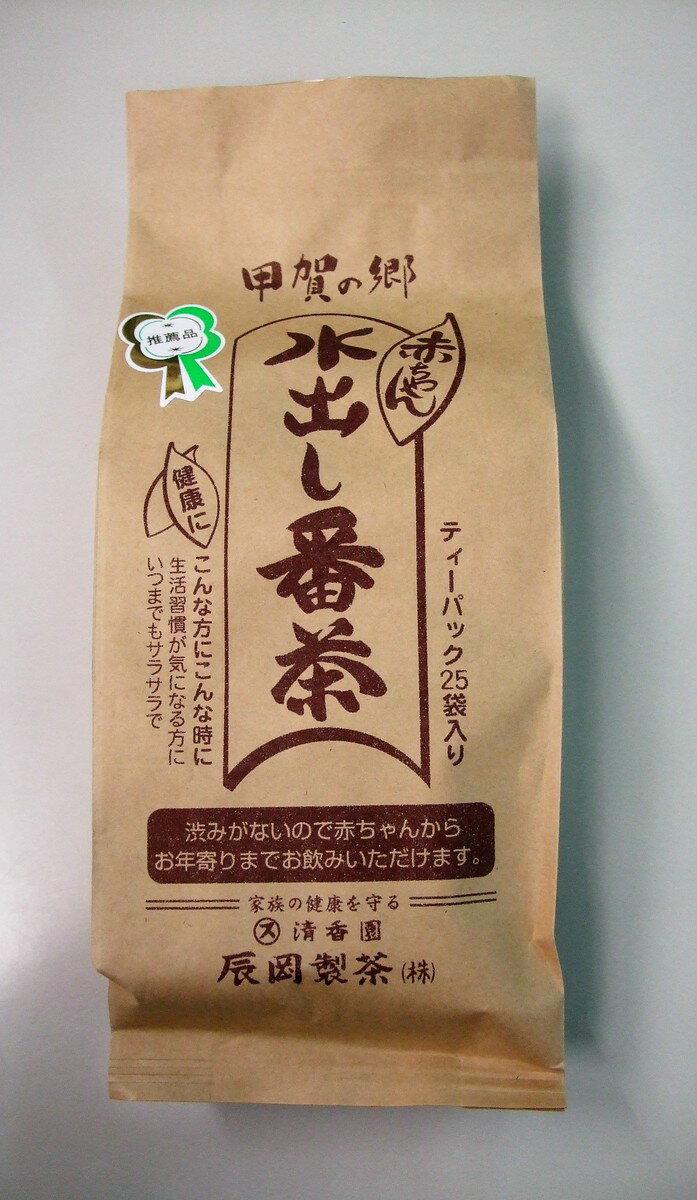 甲賀の郷
推薦品
赤ちゃん
水出し番茶
ティーパック25袋入り
健康に
こんな方にこんな時に
生活習慣が気になる方に
いつまでもサラサラで
渋みがないので赤ちゃんから
お年寄りまでお飲みいただけます。
家族の健康を守る
ス 清香園
辰岡製茶(株)